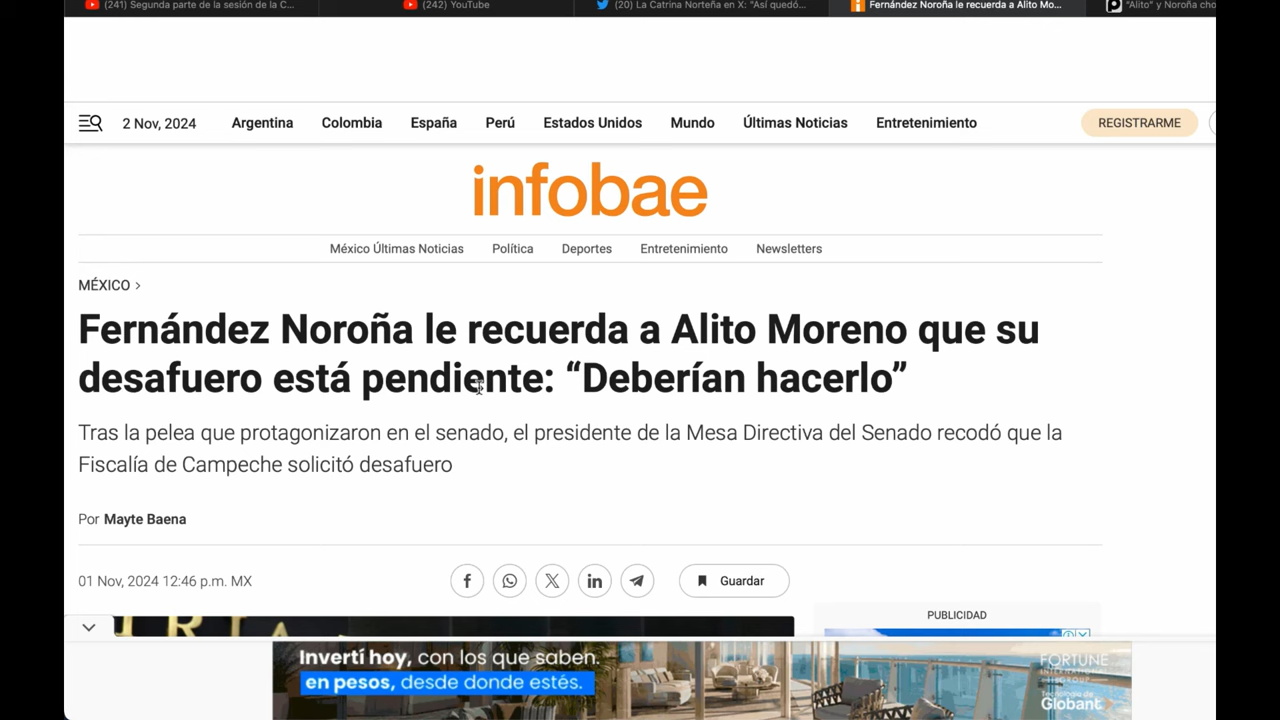 (241) Segunda parte de la sesión de la C...
(242) YouTube
(20) La Catrina Norteña en X: "Así quedó...
Fernández Noroña le recuerda a Alito Mo...
"Alito" y Noroña cho
2 Nov, 2024 Argentina Colombia España Perú Estados Unidos Mundo Últimas Noticias Entretenimiento REGISTRARME
infobae
México Últimas Noticias Política Deportes Entretenimiento Newsletters
MÉXICO >
Fernández Noroña le recuerda a Alito Moreno que su
desafuero está pendiente: “Deberían hacerlo”
Tras la pelea que protagonizaron en el senado, el presidente de la Mesa Directiva del Senado recodó que la
Fiscalía de Campeche solicitó desafuero
Por Mayte Baena
01 Nov, 2024 12:46 p.m. MX
Guardar
PUBLICIDAD
Invertí hoy, con los que saben.
en pesos, desde donde estés.
FORTUNE
INTERNATIONAL
GROUP
Tecnología de
Globant